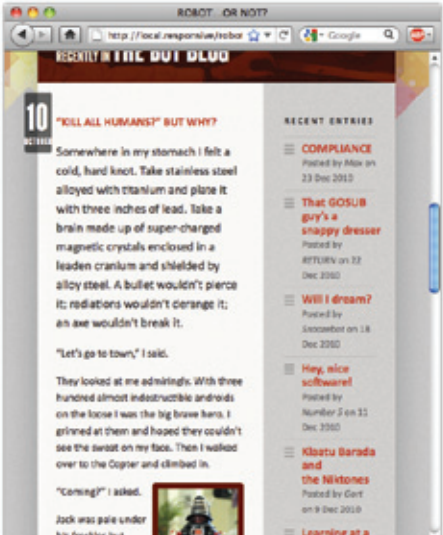 ROBOT... OR NOT?
http://local.responsive/robot
Google
RECENTLY IN THE BOT BLOG
10
OCTOBER
"KILL ALL HUMANS?" BUT WHY?
Somewhere in my stomach I felt a
cold, hard knot. Take stainless steel
alloyed with titanium and plate it
with three inches of lead. Take a
brain made up of super-charged
magnetic crystals enclosed in a
leaden cranium and shielded by
alloy steel. A bullet wouldn't pierce
it; radiations wouldn't derange it;
an axe wouldn't break it.
"Let's go to town," I said.
They looked at me admiringly. With three
hundred almost indestructible androids
on the loose I was the big brave hero. I
grinned at them and hoped they couldn't
see the sweat on my face. Then I walked
over to the Copter and climbed in.
"Coming?" I asked.
Jack was pale under
his freckles but
RECENT ENTRIES
COMPLIANCE
Posted by Max on
23 Dec 2010
That GOSUB
guy's a
snappy dresser
Posted by
RETURN on 22
Dec 2010
Will I dream?
Posted by
Snoozebot on 18
Dec 2010
Hey, nice
software!
Posted by
Number 5 on 11
Dec 2010
Klaatu Barada
and
the Niktones
Posted by Gort
on 9 Dec 2010
Learning at a